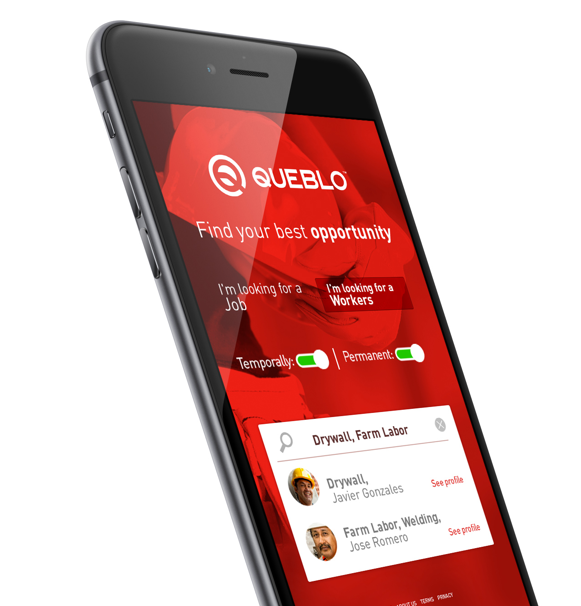 QUEBLO™
Find your best opportunity
I'm looking for a
Job
I'm looking for a
Workers
Temporally:
Permanent:
Drywall, Farm Labor
Drywall,
Javier Gonzales
See profile
Farm Labor, Welding,
Jose Romero
See profile
ABOUT US TERMS PRIVACY